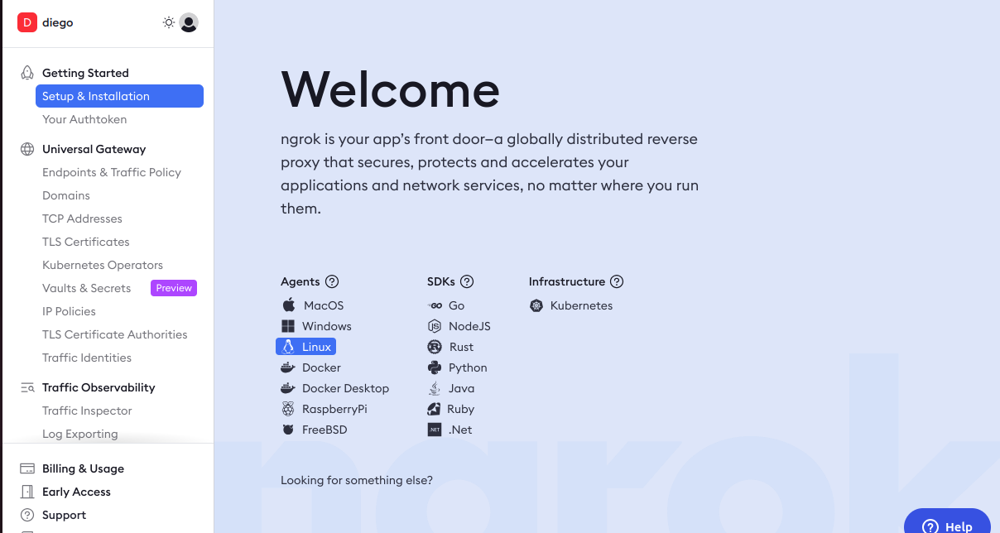 D diego
Getting Started
Setup & Installation
Your Authtoken
Universal Gateway
Endpoints & Traffic Policy
Domains
TCP Addresses
TLS Certificates
Kubernetes Operators
Vaults & Secrets Preview
IP Policies
TLS Certificate Authorities
Traffic Identities
Traffic Observability
Traffic Inspector
Log Exporting
Billing & Usage
Early Access
Support
Welcome
ngrok is your app’s front door—a globally distributed reverse
proxy that secures, protects and accelerates your
applications and network services, no matter where you run
them.
Agents ?
MacOS
Windows
Linux
Docker
Docker Desktop
RaspberryPi
FreeBSD
SDKs ?
GO Go
JS NodeJS
R Rust
Python
Java
Ruby
.NET .Net
Infrastructure ?
Kubernetes
Looking for something else?
ngrok
? Help